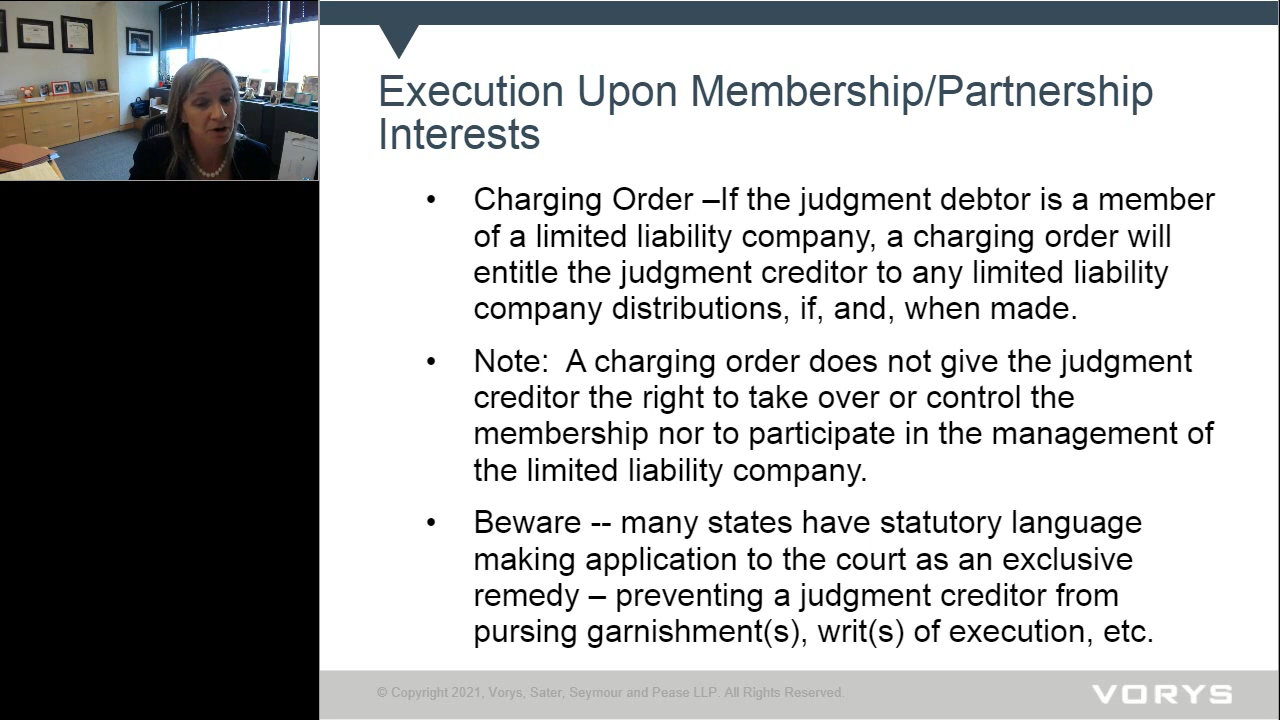 Execution Upon Membership/Partnership
Interests
• Charging Order –If the judgment debtor is a member
of a limited liability company, a charging order will
entitle the judgment creditor to any limited liability
company distributions, if, and, when made.
• Note:  A charging order does not give the judgment
creditor the right to take over or control the
membership nor to participate in the management of
the limited liability company.
• Beware -- many states have statutory language
making application to the court as an exclusive
remedy – preventing a judgment creditor from
pursing garnishment(s), writ(s) of execution, etc.
© Copyright 2021, Vorys, Sater, Seymour and Pease LLP. All Rights Reserved.
VORYS